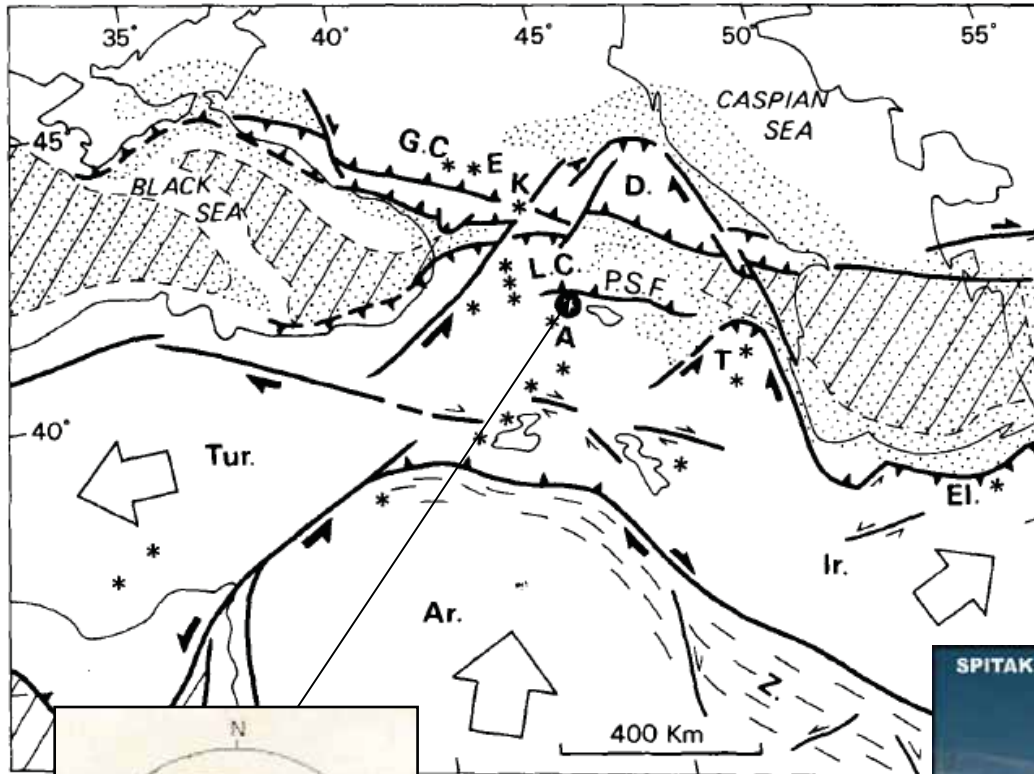 35° 40° 45° 50° 55°
CASPIAN
SEA
45
G.C E
K
D.
BLACK
SEA
L.C.
P.S.F.
A
T
40°
Tur.
El.
Ir.
Ar.
Z.
SPITAK
N
400 Km